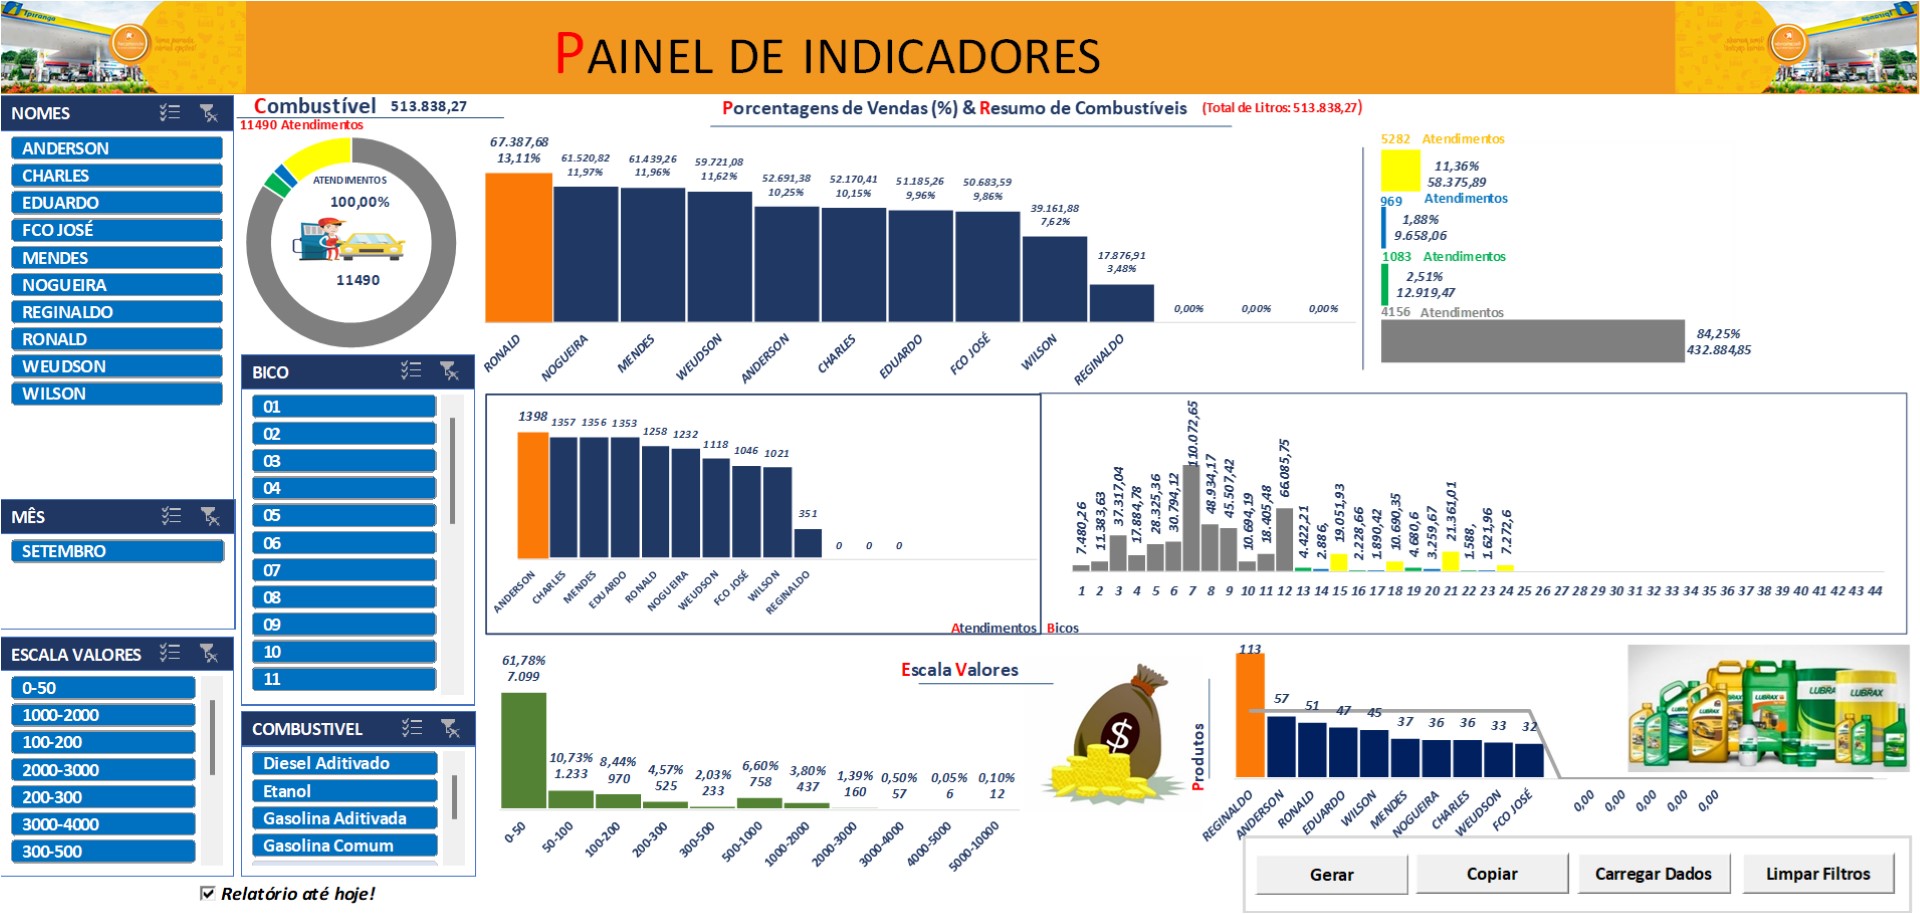 Ipiranga
PAINEL DE INDICADORES
NOMES
ANDERSON
CHARLES
EDUARDO
FCO JOSÉ
MENDES
NOGUEIRA
REGINALDO
RONALD
WEUDSON
WILSON
MÊS
SETEMBRO
ESCALA VALORES
0-50
1000-2000
100-200
2000-3000
200-300
3000-4000
300-500
Relatório até hoje!
Combustível 513.838,27
11490 Atendimentos
ATENDIMENTOS
100,00%
11490
BICO
01
02
03
04
05
06
07
08
09
10
11
COMBUSTIVEL
Diesel Aditivado
Etanol
Gasolina Aditivada
Gasolina Comum
Porcentagens de Vendas (%) & Resumo de Combustíveis (Total de Litros: 513.838,27)
67.387,68
13,11%
61.520,82
11,97%
61.439,26
11,96%
59.721,08
11,62%
52.691,38
10,25%
52.170,41
10,15%
51.185,26
9,96%
50.683,59
9,86%
39.161,88
7,62%
17.876,91
3,48%
0,00%
0,00%
0,00%
RONALD
NOGUEIRA
MENDES
WEUDSON
ANDERSON
CHARLES
EDUARDO
FCO JOSÉ
WILSON
REGINALDO
5282 Atendimentos
11,36%
58.375,89
969 Atendimentos
1,88%
9.658,06
1083 Atendimentos
2,51%
12.919,47
4156 Atendimentos
84,25%
432.884,85
1398
1357
1356
1353
1258
1232
1118
1046
1021
351
0
0
0
ANDERSON
CHARLES
MENDES
EDUARDO
RONALD
NOGUEIRA
WEUDSON
FCO JOSÉ
WILSON
REGINALDO
Atendimentos
Bicos
7.480,26
11.383,63
37.317,04
17.884,78
28.325,36
30.794,12
110.072,65
48.934,17
45.507,42
10.694,19
18.405,48
66.085,75
4.422,21
2.886,
19.051,93
2.228,66
1.890,42
10.690,35
4.680,6
3.259,67
21.361,01
1.588,
1.621,96
7.272,6
1 2 3 4 5 6 7 8 9 10 11 12 13 14 15 16 17 18 19 20 21 22 23 24 25 26 27 28 29 30 31 32 33 34 35 36 37 38 39 40 41 42 43 44
Escala Valores
61,78%
7.099
10,73%
1.233
8,44%
970
4,57%
525
2,03%
233
6,60%
758
3,80%
437
1,39%
160
0,50%
57
0,05%
6
0,10%
12
0-50
50-100
100-200
200-300
300-500
500-1000
1000-2000
2000-3000
3000-4000
4000-5000
5000-10000
$
Produtos
113
57
51
47
45
37
36
36
33
32
REGINALDO
ANDERSON
RONALD
EDUARDO
WILSON
MENDES
NOGUEIRA
CHARLES
WEUDSON
FCO JOSÉ
0,00
0,00
0,00
0,00
0,00
LUBRAX
Gerar
Copiar
Carregar Dados
Limpar Filtros